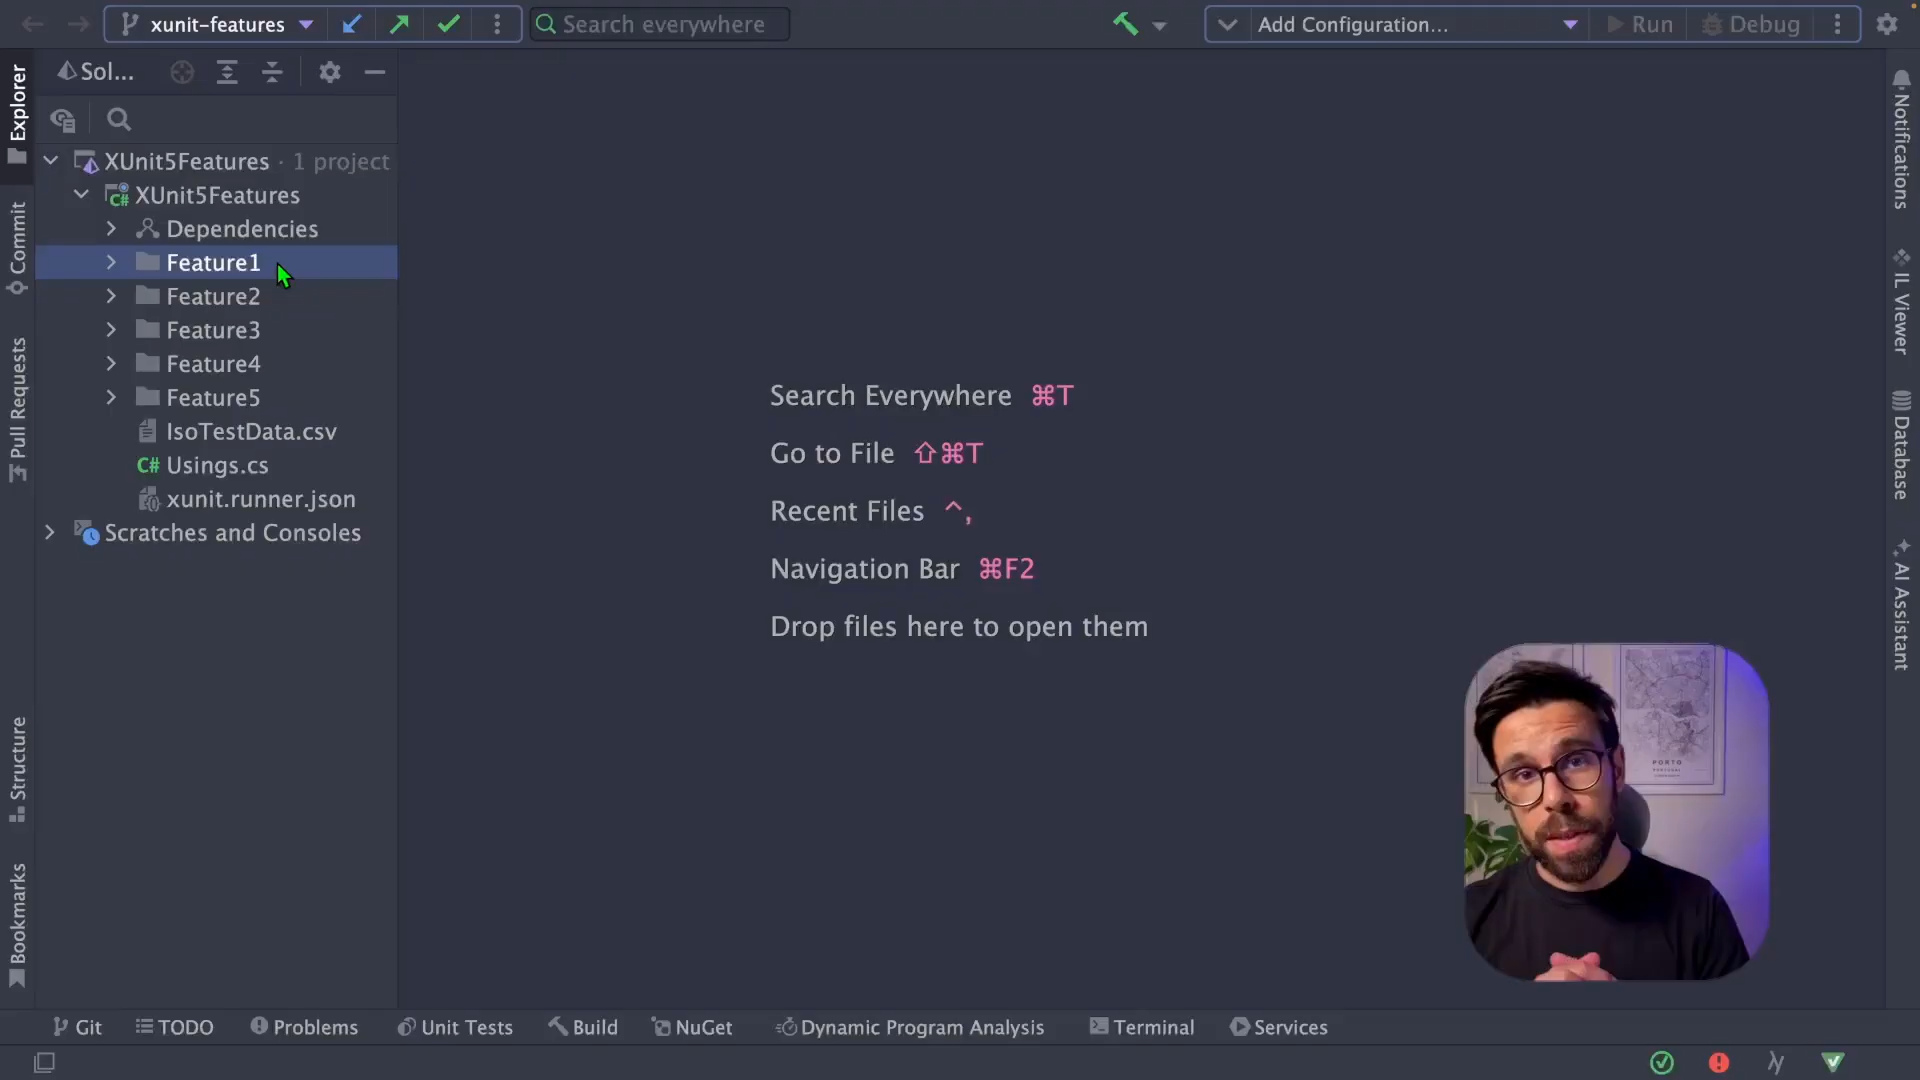 xunit-features
Search everywhere
Add Configuration...
Run
Debug
Sol...
Explorer
Commit
Pull Requests
Structure
Bookmarks
XUnit5Features · 1 project
XUnit5Features
Dependencies
Feature1
Feature2
Feature3
Feature4
Feature5
IsoTestData.csv
C# Usings.cs
xunit.runner.json
Scratches and Consoles
Search Everywhere ⌘T
Go to File ⇧⌘T
Recent Files ^,
Navigation Bar ⌘F2
Drop files here to open them
Notifications
IL Viewer
Database
AI Assistant
PORTO
Git
TODO
Problems
Unit Tests
Build
NuGet
Dynamic Program Analysis
Terminal
Services